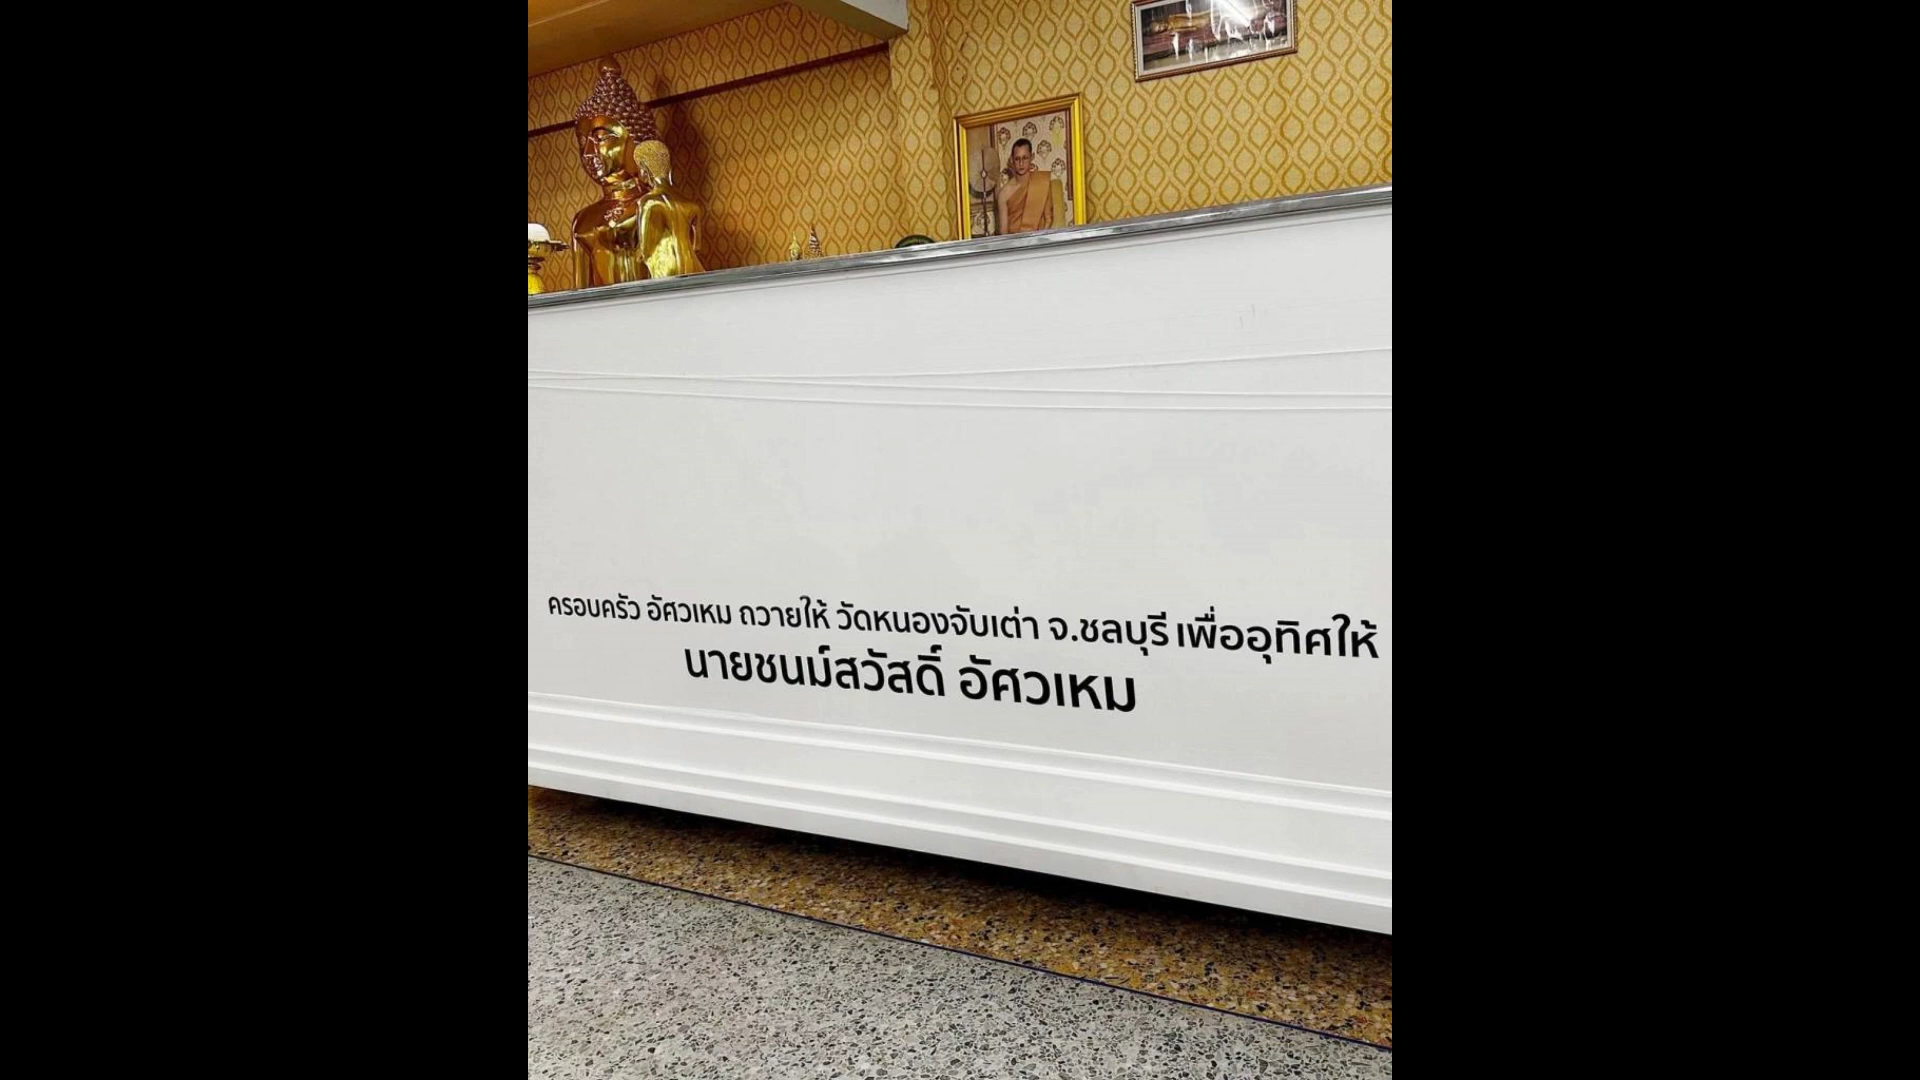 ครอบครัว อัศวเหม ถวายให้ วัดหนองจับเต่า จ.ชลบุรี เพื่ออุทิศให้
นายชนม์สวัสดิ์ อัศวเหม